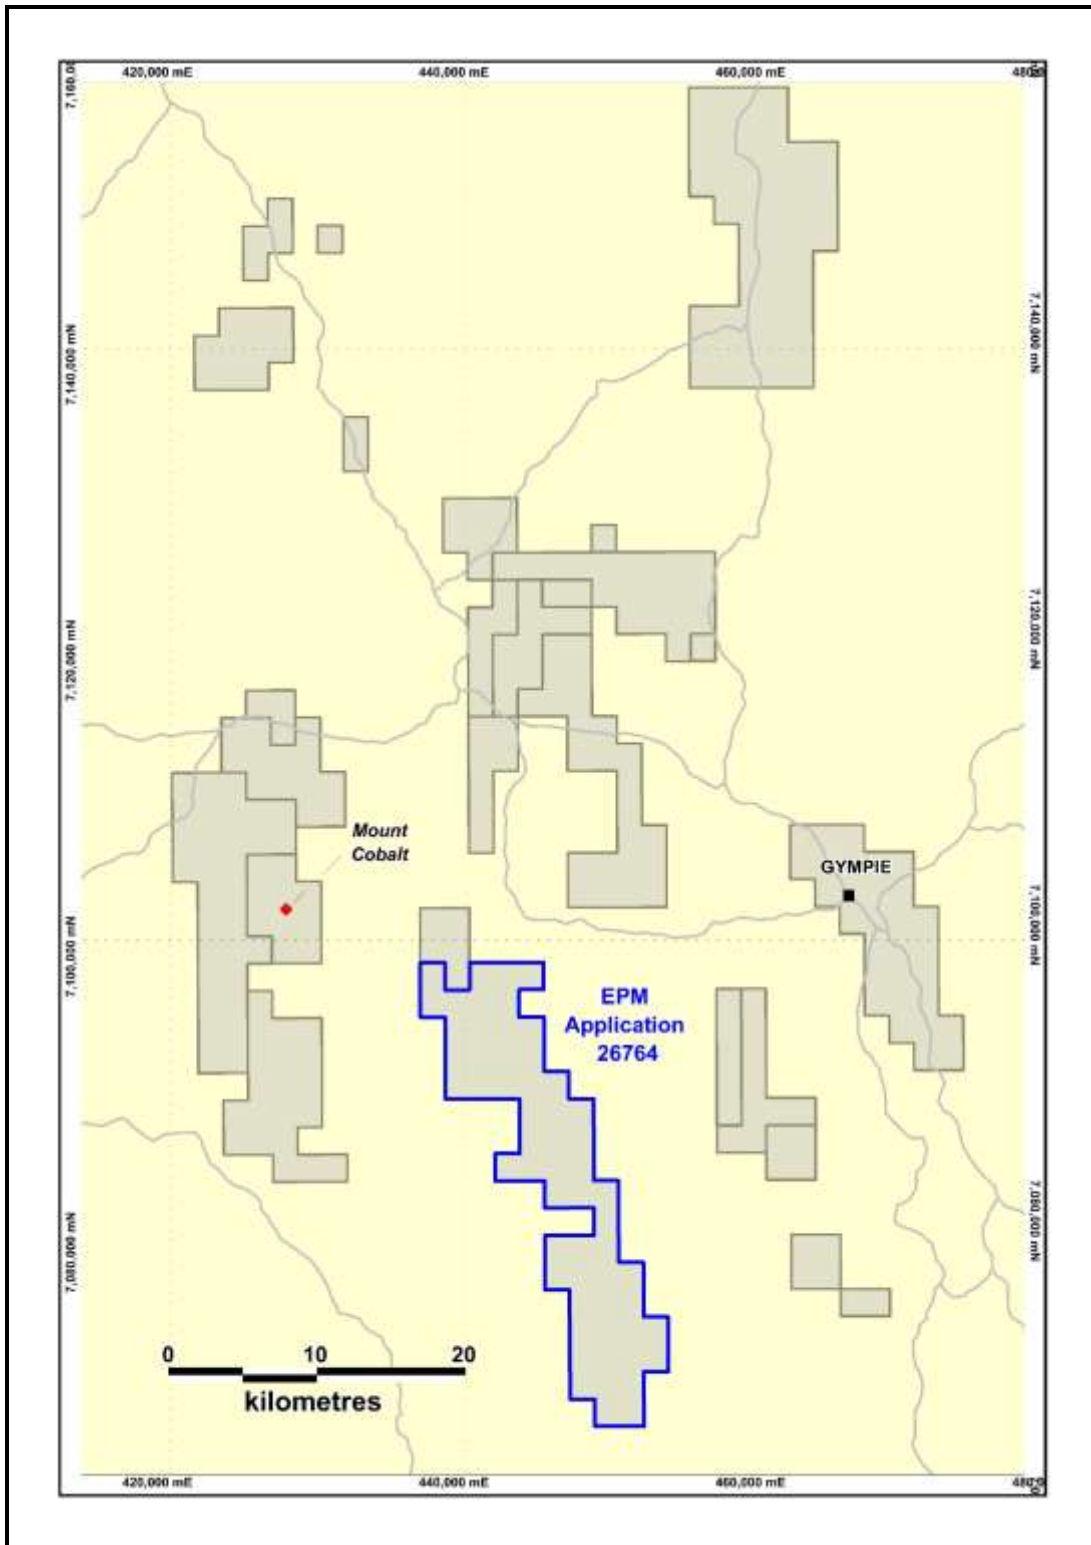 420,000 mE
440,000 mE
460,000 mE
7,140,000 mN
7,140,000 mN
7,120,000 mN
7,120,000 mN
Mount
Cobalt
GYMPIE
7,100,000 mN
7,100,000 mN
EPM
Application
26764
7,080,000 mN
7,080,000 mN
0 10 20
kilometres
420,000 mE
440,000 mE
460,000 mE